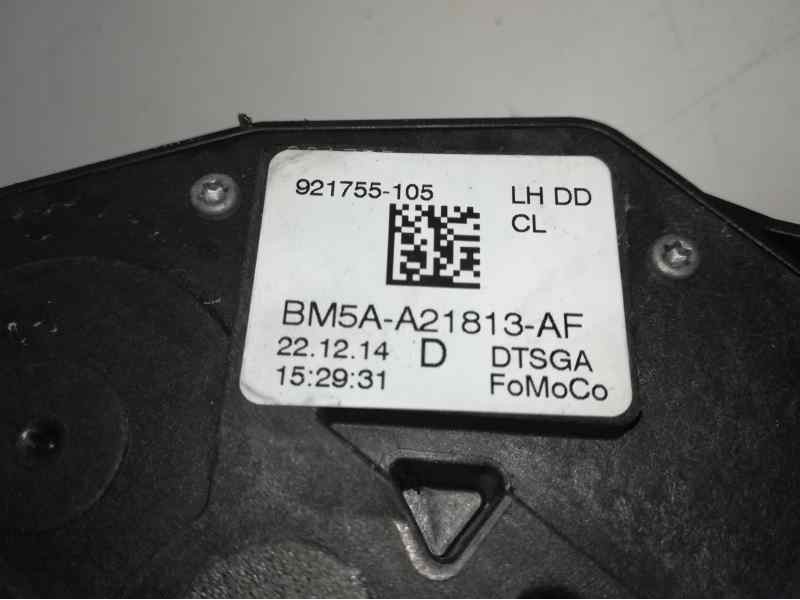 921755-105 LH DD
CL
BM5A-A21813-AF
22.12.14 D DTSGA
15:29:31 FoMoCo